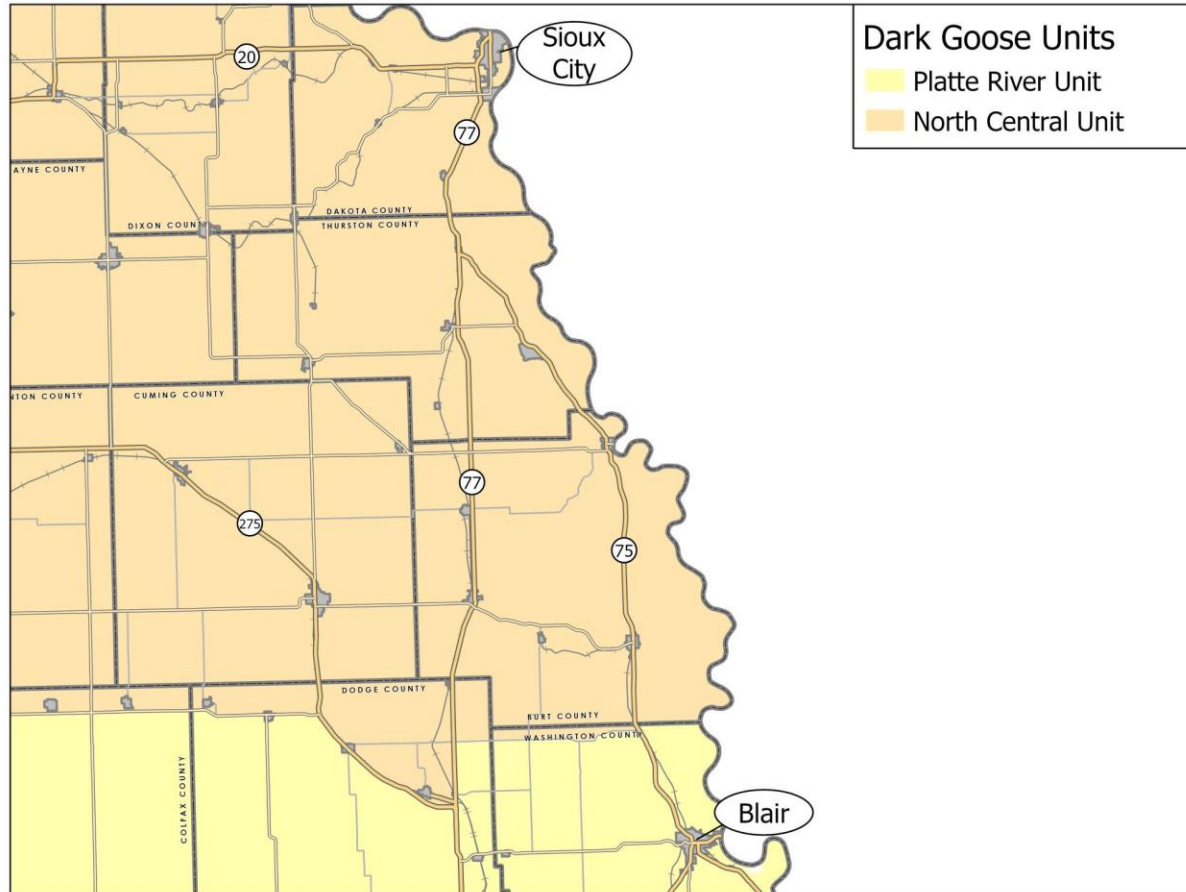 Dark Goose Units
Platte River Unit
North Central Unit
Sioux
City
20
77
AYNE COUNTY
DIXON COUNTY
DAKOTA COUNTY
THURSTON COUNTY
NTON COUNTY
CUMING COUNTY
77
275
75
DODGE COUNTY
BURT COUNTY
WASHINGTON COUNTY
COLFAX COUNTY
Blair